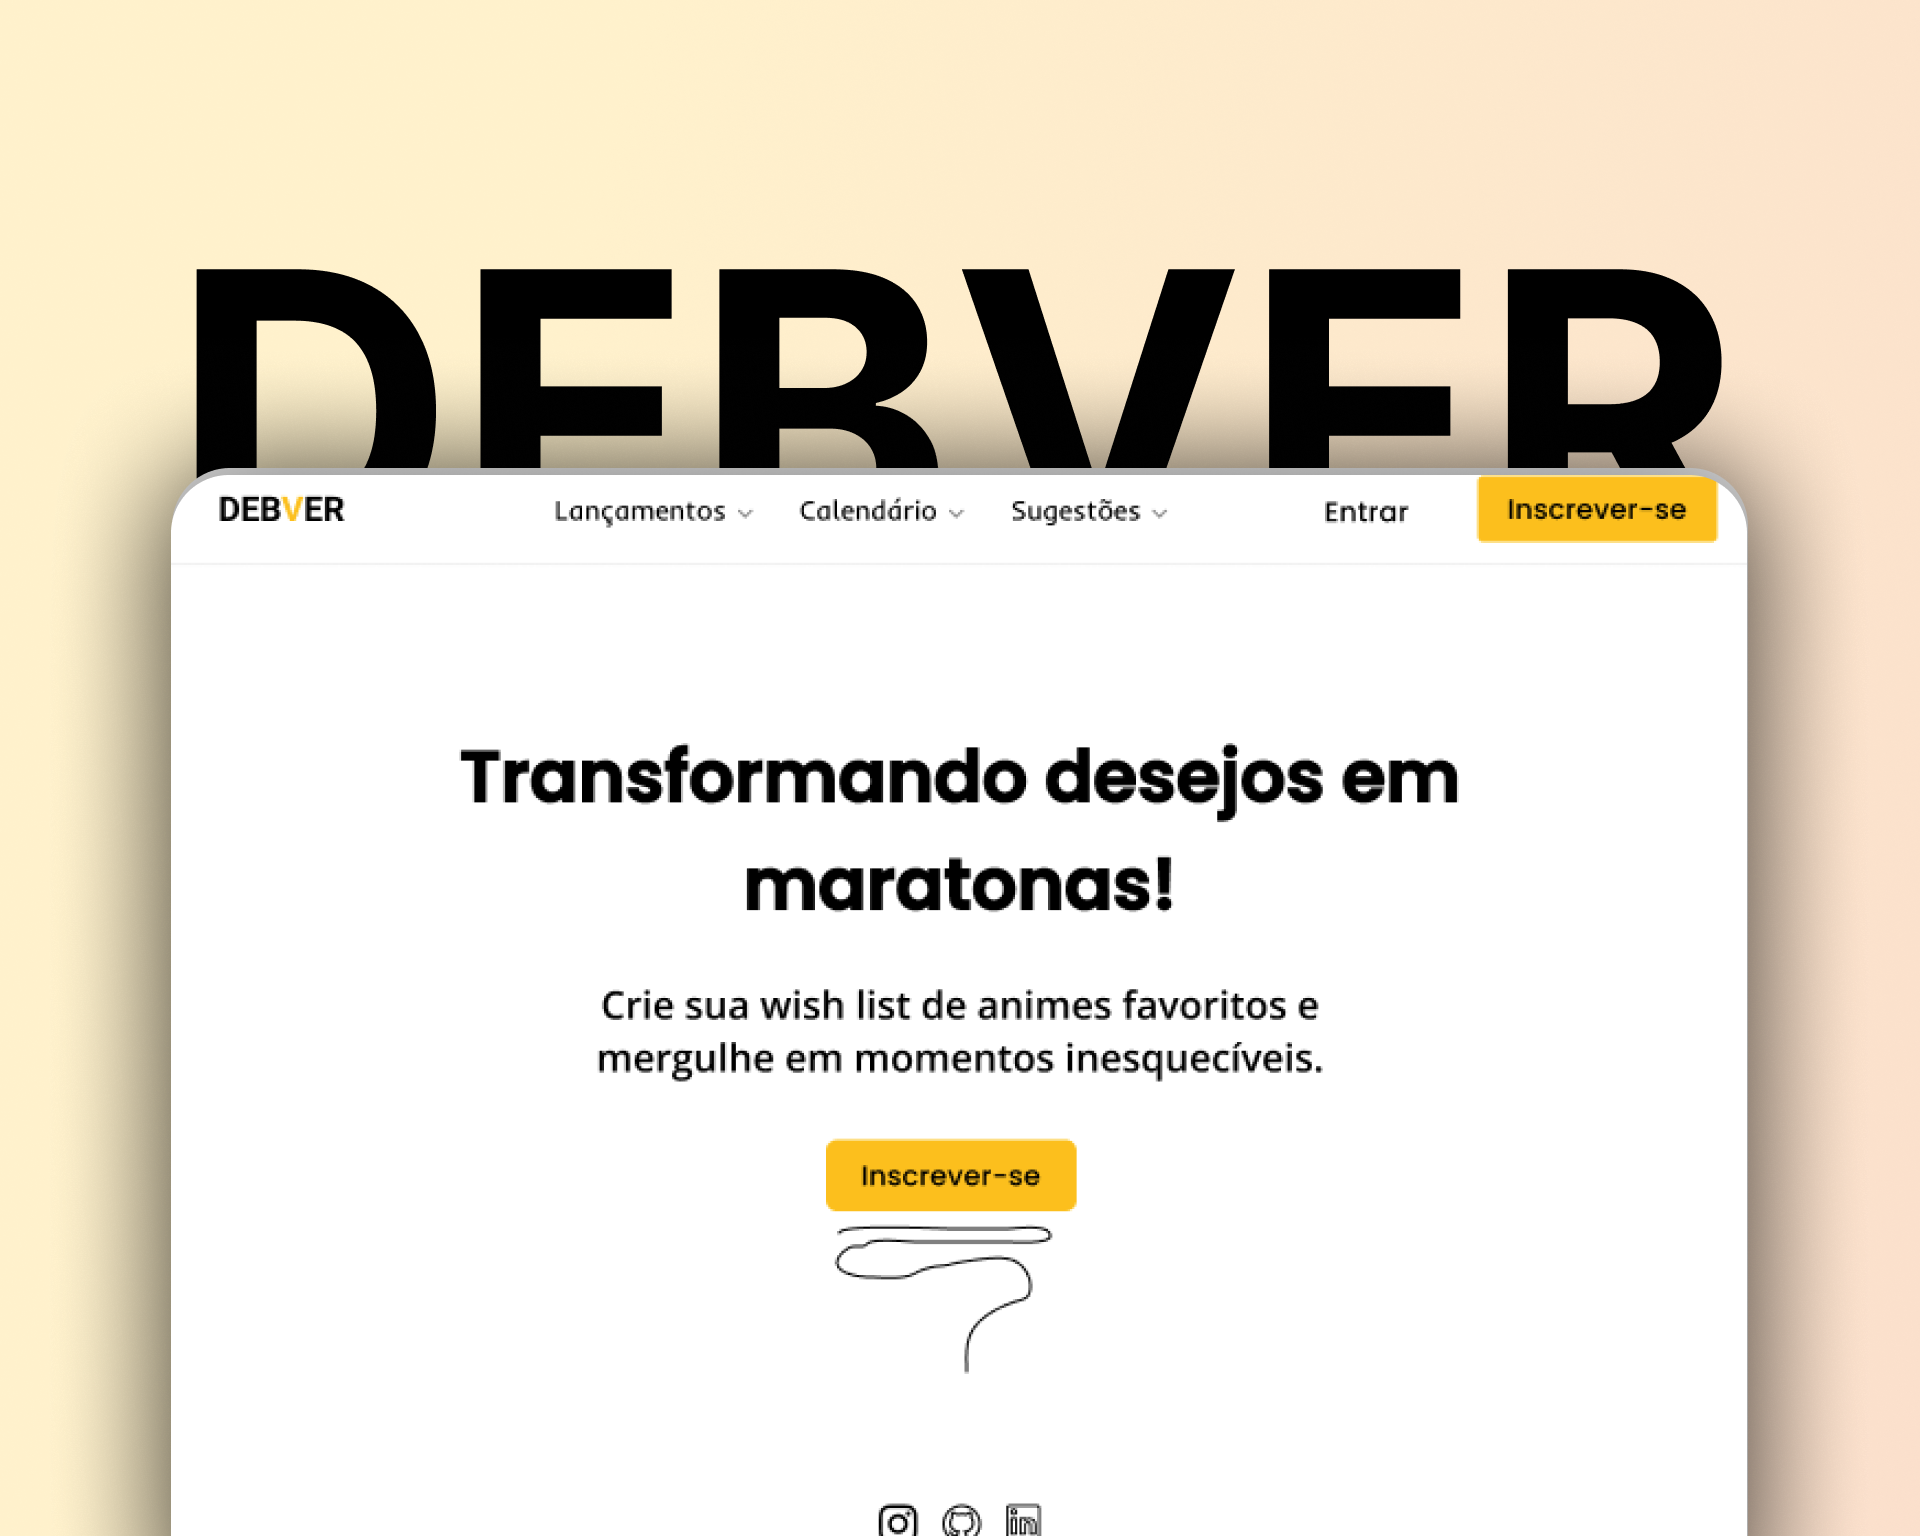 DEBVER
DEBVER
Lançamentos Calendário Sugestões Entrar Inscrever-se
Transformando desejos em
maratonas!
Crie sua wish list de animes favoritos e
mergulhe em momentos inesquecíveis.
Inscrever-se
in